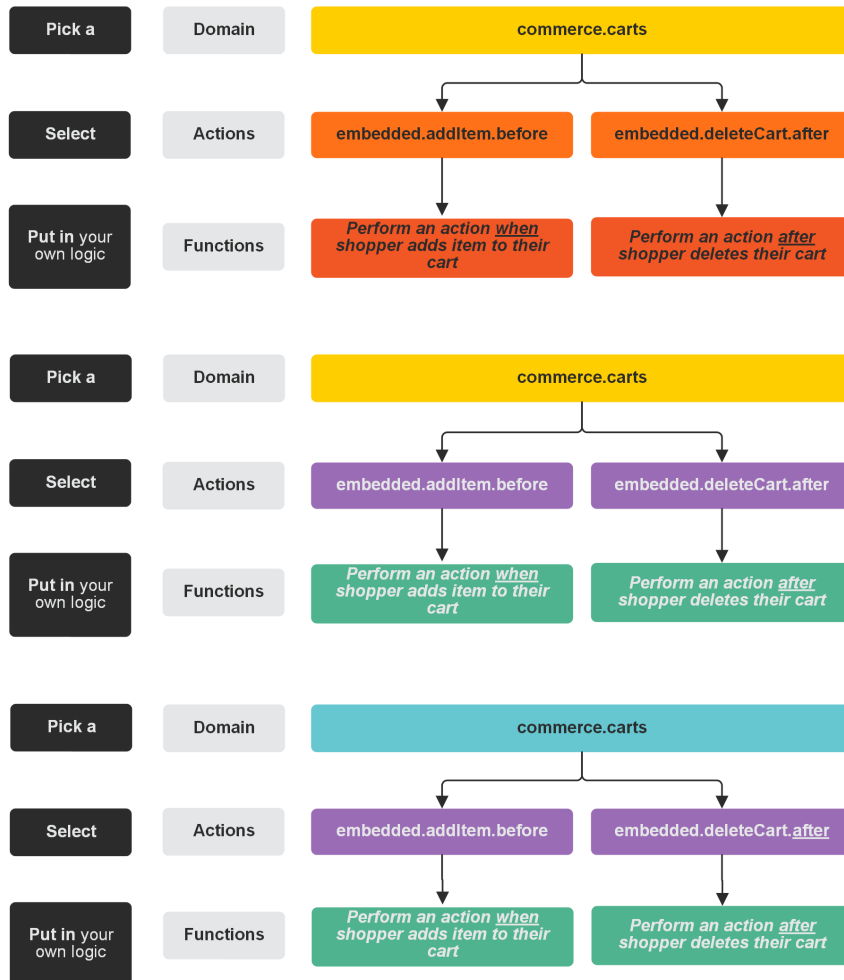 Pick a
Domain
commerce.carts
Select
Actions
embedded.addItem.before
embedded.deleteCart.after
Put in your
own logic
Functions
Perform an action when
shopper adds item to their
cart
Perform an action after
shopper deletes their cart
Pick a
Domain
commerce.carts
Select
Actions
embedded.addItem.before
embedded.deleteCart.after
Put in your
own logic
Functions
Perform an action when
shopper adds item to their
cart
Perform an action after
shopper deletes their cart
Pick a
Domain
commerce.carts
Select
Actions
embedded.addItem.before
embedded.deleteCart.after
Put in your
own logic
Functions
Perform an action when
shopper adds item to their
cart
Perform an action after
shopper deletes their cart